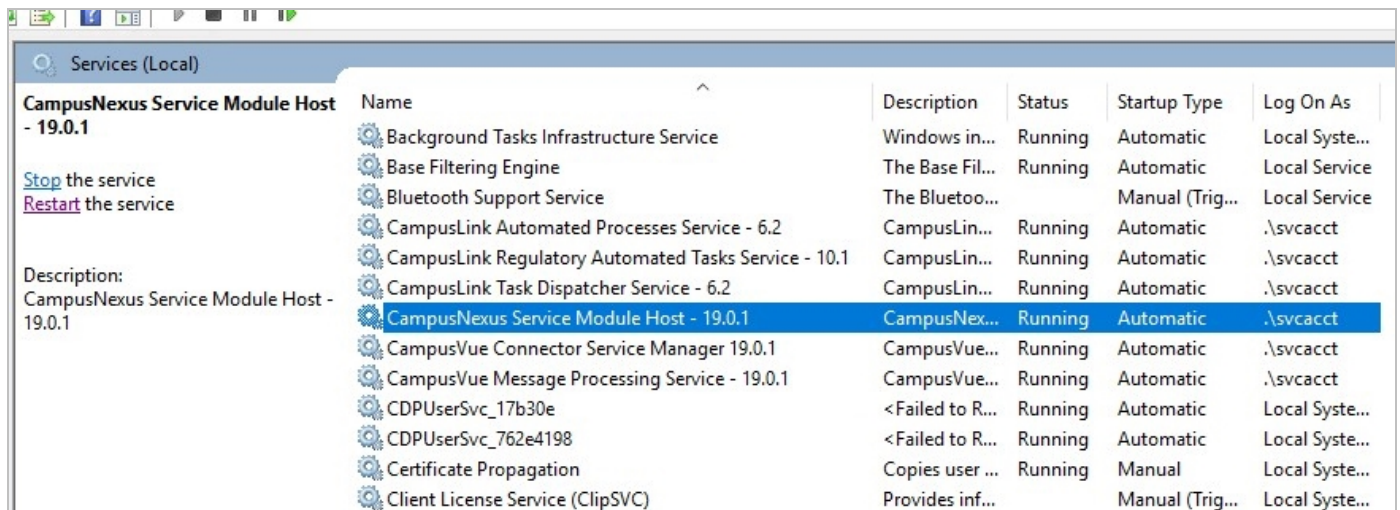 Services (Local)
CampusNexus Service Module Host
- 19.0.1
Stop the service
Restart the service
Description:
CampusNexus Service Module Host -
19.0.1
Name Description Status Startup Type Log On As
Background Tasks Infrastructure Service Windows in... Running Automatic Local Syste...
Base Filtering Engine The Base Fil... Running Automatic Local Service
Bluetooth Support Service The Bluetoo... Manual (Trig... Local Service
CampusLink Automated Processes Service - 6.2 CampusLin... Running Automatic .\svcacct
CampusLink Regulatory Automated Tasks Service - 10.1 CampusLin... Running Automatic .\svcacct
CampusLink Task Dispatcher Service - 6.2 CampusLin... Running Automatic .\svcacct
CampusNexus Service Module Host - 19.0.1 CampusNex... Running Automatic .\svcacct
CampusVue Connector Service Manager 19.0.1 CampusVue... Running Automatic .\svcacct
CampusVue Message Processing Service - 19.0.1 CampusVue... Running Automatic .\svcacct
CDPUserSvc_17b30e <Failed to R... Running Automatic Local Syste...
CDPUserSvc_762e4198 <Failed to R... Running Automatic Local Syste...
Certificate Propagation Copies user ... Running Manual Local Syste...
Client License Service (ClipSVC) Provides inf... Manual (Trig... Local Syste...